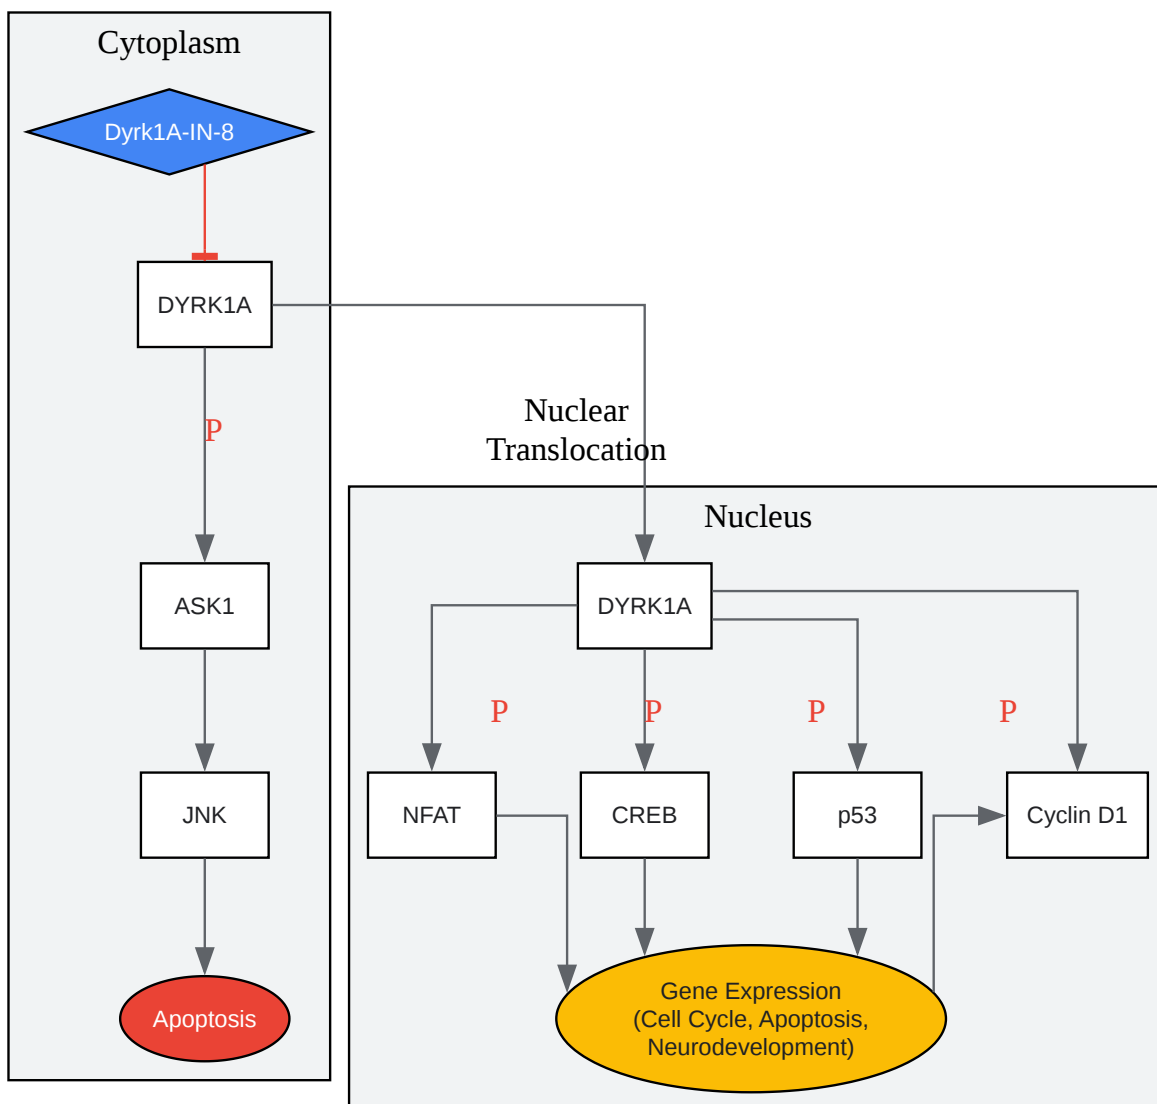 Cytoplasm
Dyrk1A-IN-8
DYRK1A
P
Nuclear
Translocation
Nucleus
ASK1
DYRK1A
P P P P
JNK
NFAT
CREB
p53
Cyclin D1
Apoptosis
Gene Expression
(Cell Cycle, Apoptosis,
Neurodevelopment)